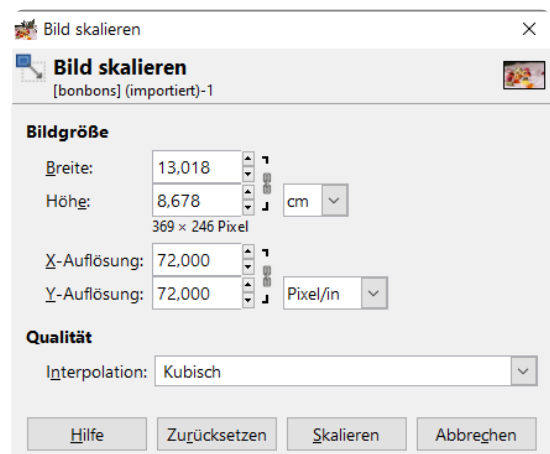 Bild skalieren
Bild skalieren
[bonbons] (importiert)-1
Bildgröße
Breite: 13,018
Höhe: 8,678 cm
369 × 246 Pixel
X-Auflösung: 72,000
Y-Auflösung: 72,000 Pixel/in
Qualität
Interpolation: Kubisch
Hilfe Zurücksetzen Skalieren Abbrechen